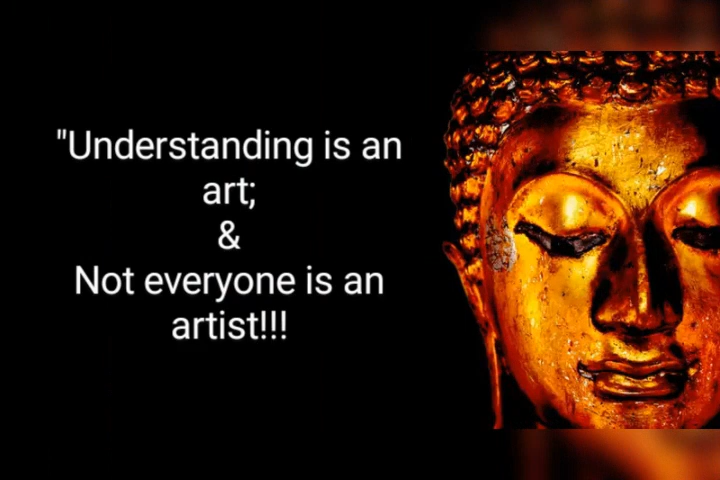 "Understanding is an
art;
&
Not everyone is an
artist!!!